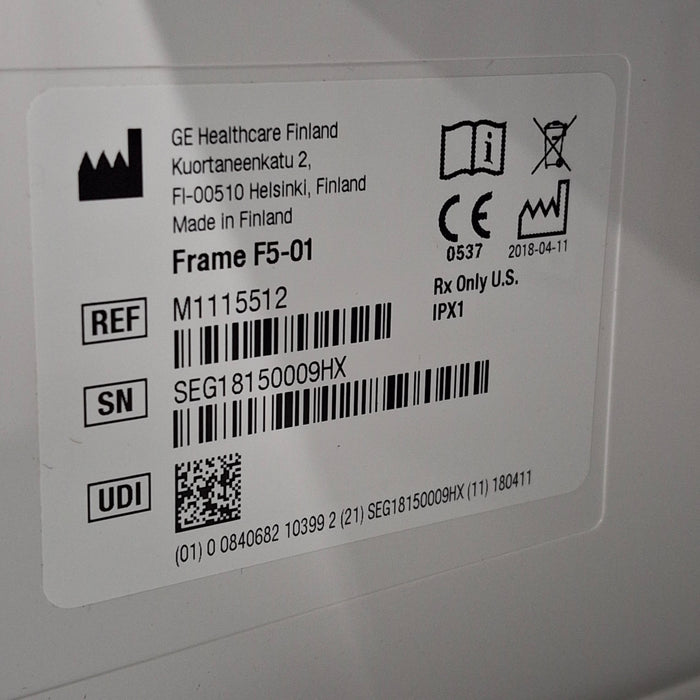 GE Healthcare Finland
Kuortaneenkatu 2,
FI-00510 Helsinki, Finland
Made in Finland
Frame F5-01
REF
M1115512
SN
SEG18150009HX
UDI
(01) 0 0840682 10399 2 (21) SEG18150009HX (11) 180411
i
CE
0537
2018-04-11
Rx Only U.S.
IPX1